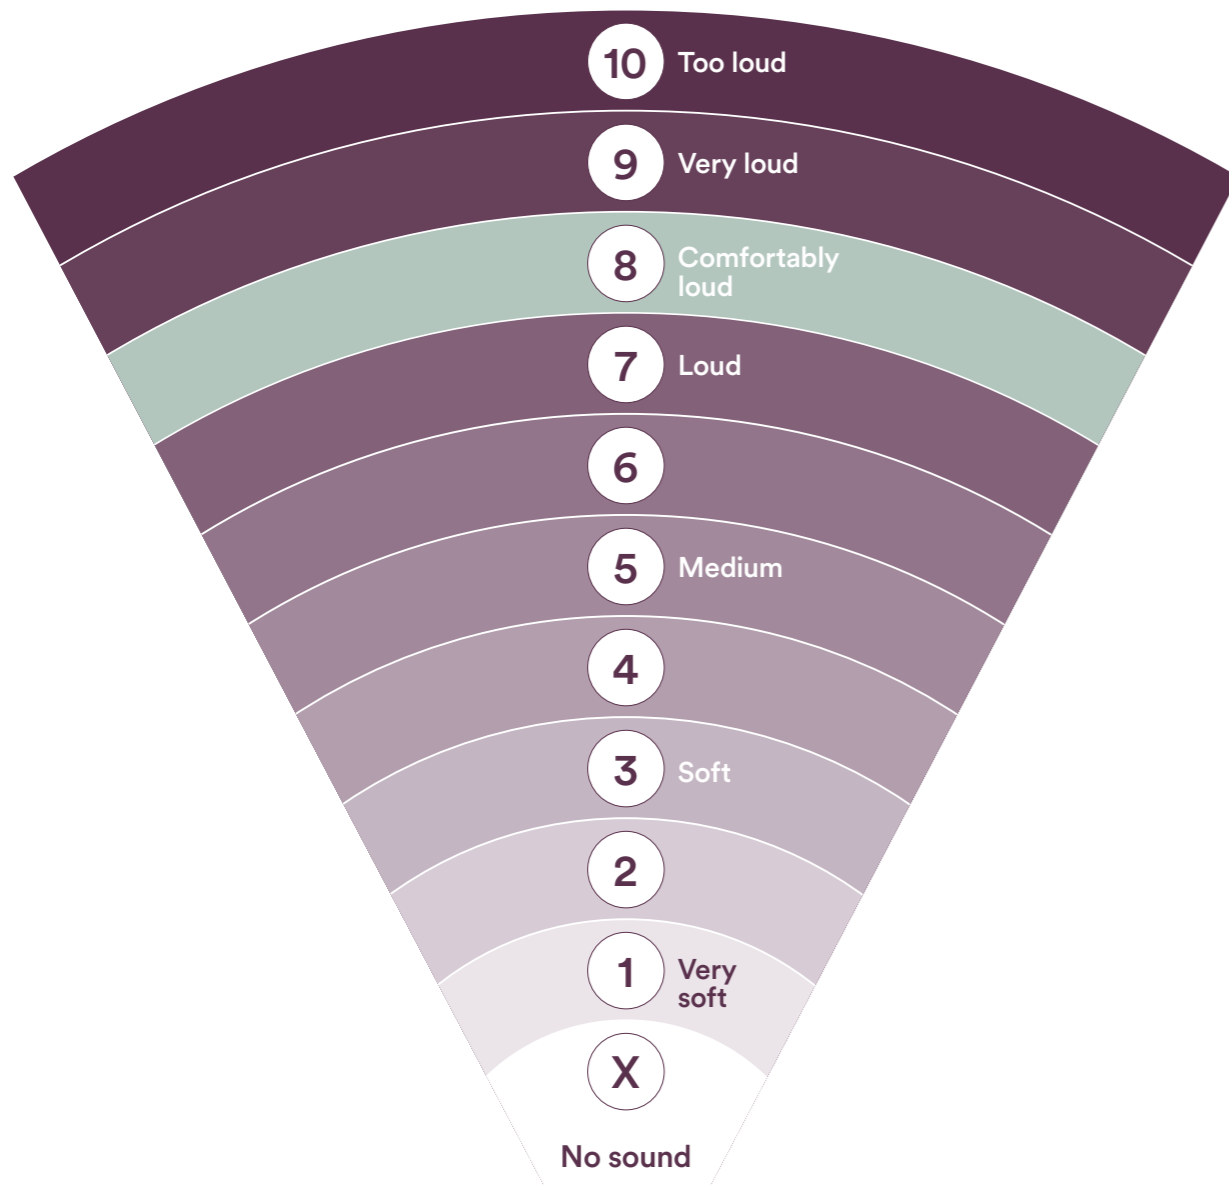 10 Too loud
9 Very loud
8 Comfortably
loud
7 Loud
6
5 Medium
4
3 Soft
2
1 Very
soft
X
No sound